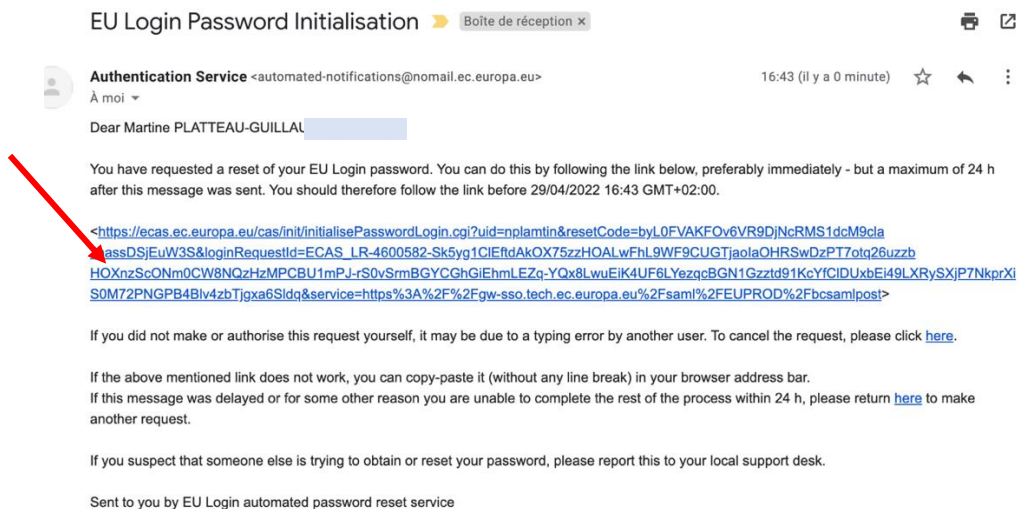 EU Login Password Initialisation Boîte de réception ×
Authentication Service <automated-notifications@nomail.ec.europa.eu> 16:43 (il y a 0 minute)
À moi
Dear Martine PLATTEAU-GUILLAU
You have requested a reset of your EU Login password. You can do this by following the link below, preferably immediately - but a maximum of 24 h
after this message was sent. You should therefore follow the link before 29/04/2022 16:43 GMT+02:00.
<https://ecas.ec.europa.eu/cas/init/initialisePasswordLogin.cgi?uid=nplamtin&resetCode=byL0FVAKFOv6VR9DjNcRMS1dcM9cla
assDSjEuW3S&loginRequestId=ECAS_LR-4600582-Sk5yg1ClEftdAkOX75zzHOALwFhL9WF9CUGTjaolaOHRSwDzPT7otq26uzzb
HOXnzScONm0CW8NQzHzMPCBU1mPJ-rS0vSrmBGYCGhGiEhmLEZq-YQx8LwuEiK4UF6LYezqcBGN1Gzztd91KcYfClDUxbEi49LXRySXjP7NkprXi
S0M72PNGPB4Blv4zbTjgxa6Sldq&service=https%3A%2F%2Fgw-sso.tech.ec.europa.eu%2Fsaml%2FEUPROD%2Fbcsamlpost>
If you did not make or authorise this request yourself, it may be due to a typing error by another user. To cancel the request, please click here.
If the above mentioned link does not work, you can copy-paste it (without any line break) in your browser address bar.
If this message was delayed or for some other reason you are unable to complete the rest of the process within 24 h, please return here to make
another request.
If you suspect that someone else is trying to obtain or reset your password, please report this to your local support desk.
Sent to you by EU Login automated password reset service